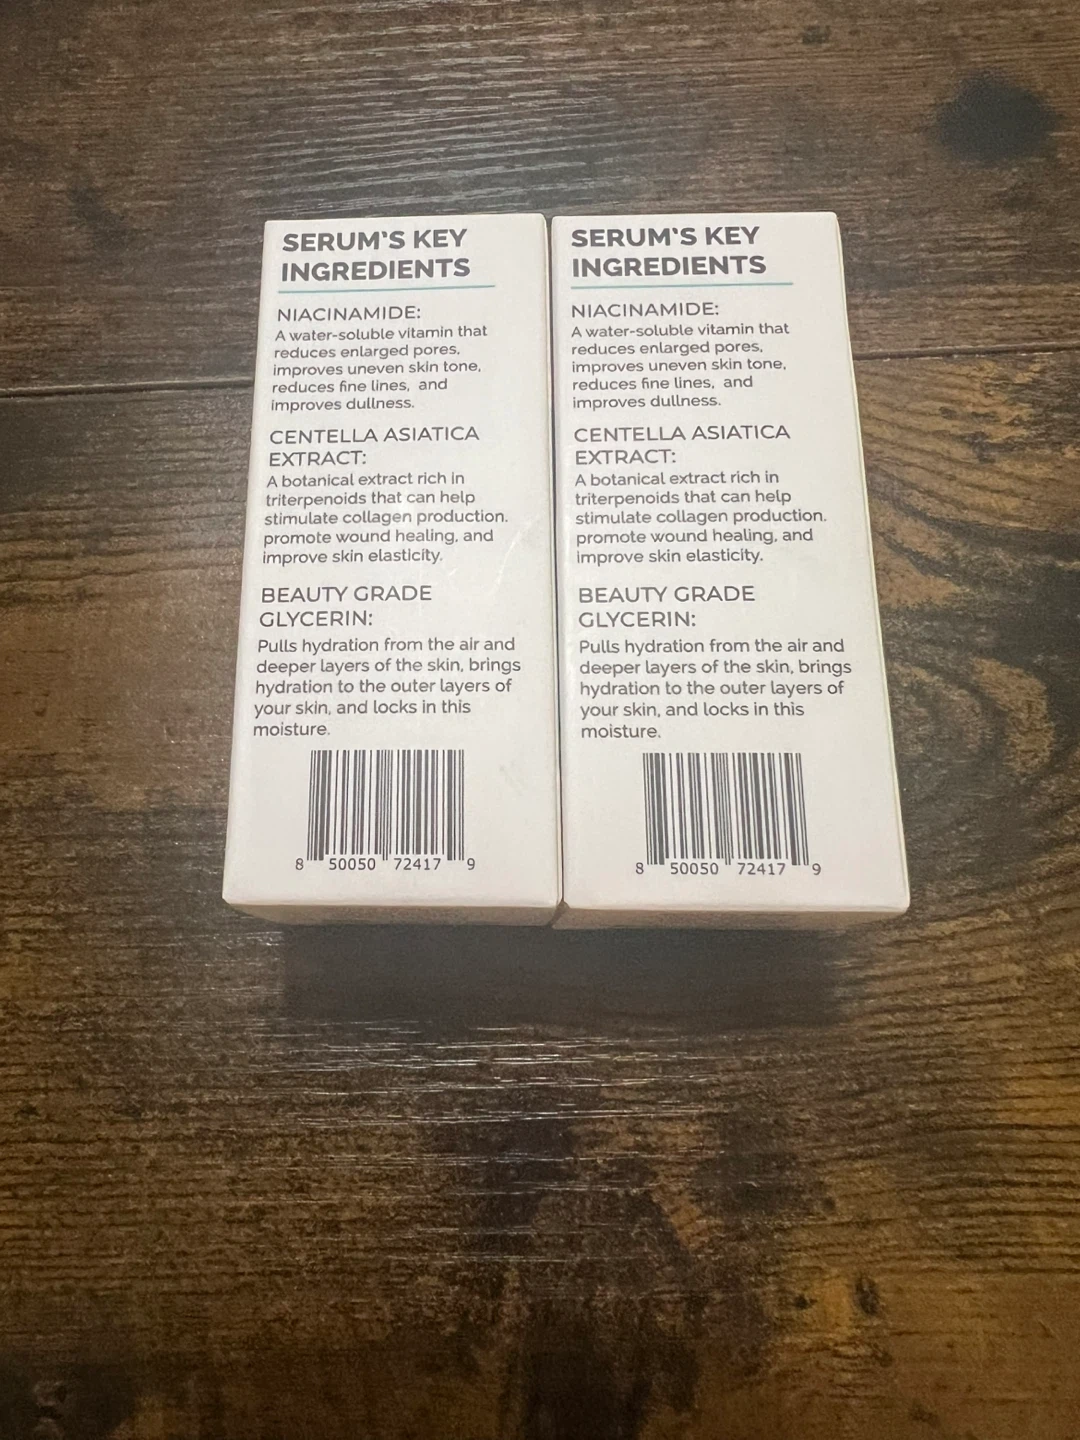 SERUM'S KEY
INGREDIENTS
NIACINAMIDE:
A water-soluble vitamin that
reduces enlarged pores,
improves uneven skin tone,
reduces fine lines, and
improves dullness.
CENTELLA ASIATICA
EXTRACT:
A botanical extract rich in
triterpenoids that can help
stimulate collagen production.
promote wound healing, and
improve skin elasticity.
BEAUTY GRADE
GLYCERIN:
Pulls hydration from the air and
deeper layers of the skin, brings
hydration to the outer layers of
your skin, and locks in this
moisture.
8 50050 72417 9
SERUM'S KEY
INGREDIENTS
NIACINAMIDE:
A water-soluble vitamin that
reduces enlarged pores,
improves uneven skin tone,
reduces fine lines, and
improves dullness.
CENTELLA ASIATICA
EXTRACT:
A botanical extract rich in
triterpenoids that can help
stimulate collagen production.
promote wound healing, and
improve skin elasticity.
BEAUTY GRADE
GLYCERIN:
Pulls hydration from the air and
deeper layers of the skin, brings
hydration to the outer layers of
your skin, and locks in this
moisture.
8 50050 72417 9